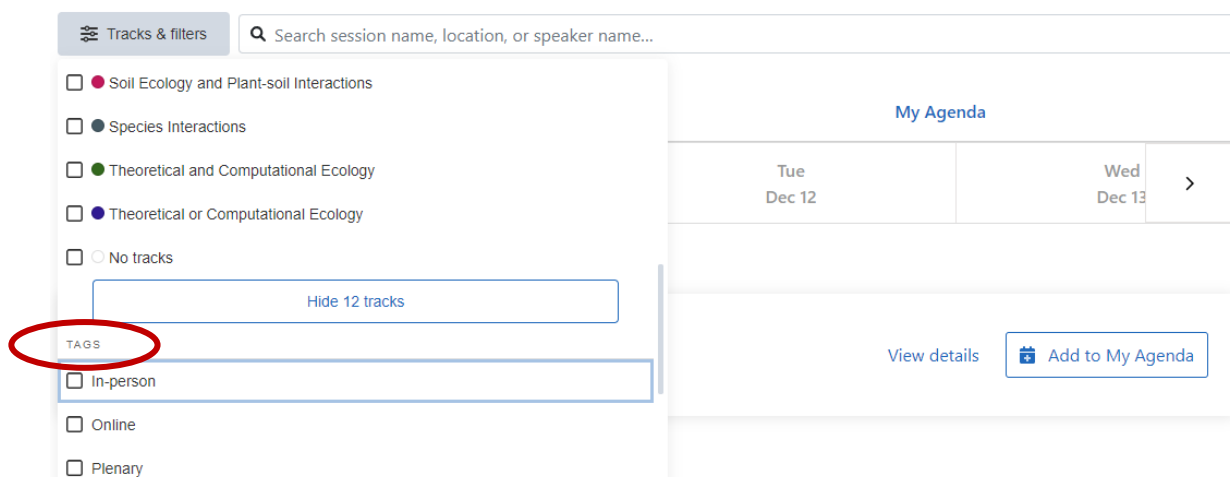 Tracks & filters
Search session name, location, or speaker name...
Soil Ecology and Plant-soil Interactions
Species Interactions
Theoretical and Computational Ecology
Theoretical or Computational Ecology
No tracks
Hide 12 tracks
TAGS
In-person
Online
Plenary
My Agenda
Tue
Dec 12
Wed
Dec 13
View details
Add to My Agenda